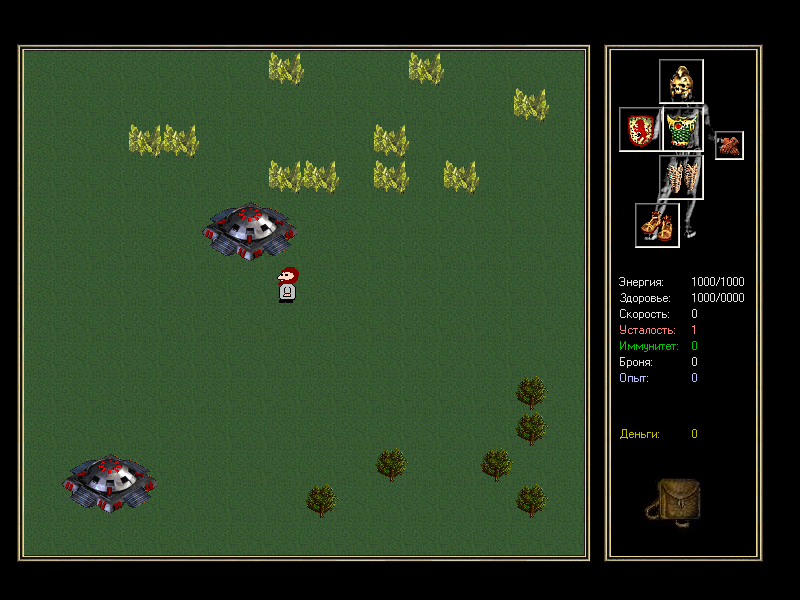 Энергия: 1000/1000
Здоровье: 1000/0000
Скорость: 0
Усталость: 1
Иммунитет: 0
Броня: 0
Опыт: 0
Деньги: 0